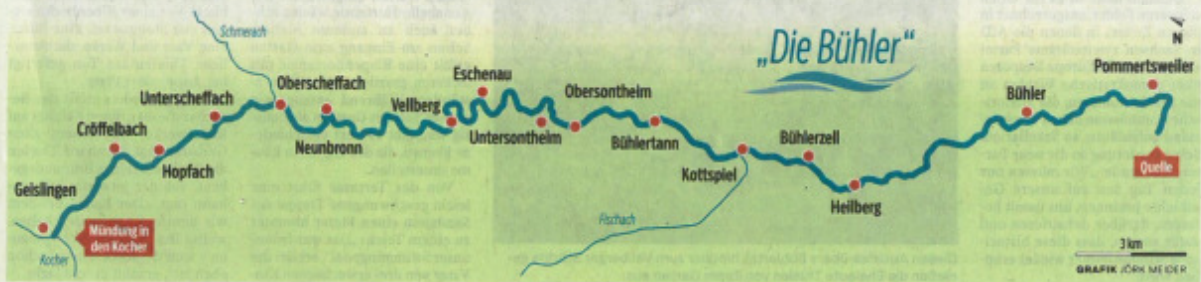 „Die Bühler“
N
Schmerach
Pommertsweiler
Eschenau
Oberscheffach
Obersontheim
Bühler
Unterscheffach
Vellberg
Cröffelbach
Untersontheim
Bühlerzell
Neunbronn
Bühlertann
Hopfach
Kottspiel
Quelle
Geislingen
Heilberg
Fischach
Mündung in
den Kocher
Kocher
3 km
GRAFIK JÖRK MEIDER